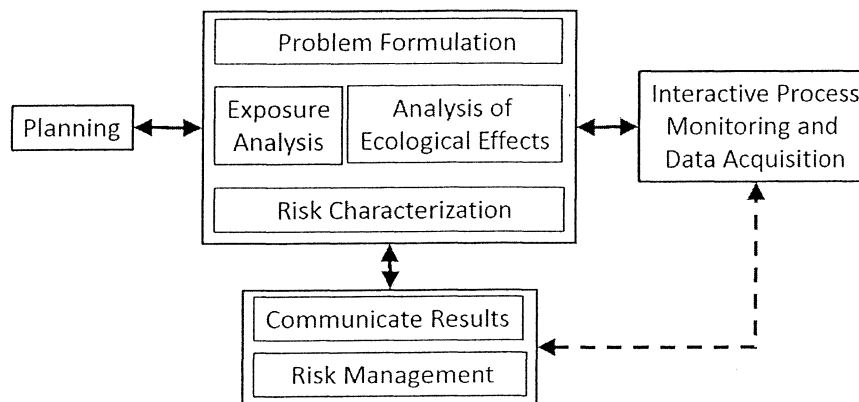 Problem Formulation
Planning
Exposure
Analysis
Analysis of
Ecological Effects
Interactive Process
Monitoring and
Data Acquisition
Risk Characterization
Communicate Results
Risk Management